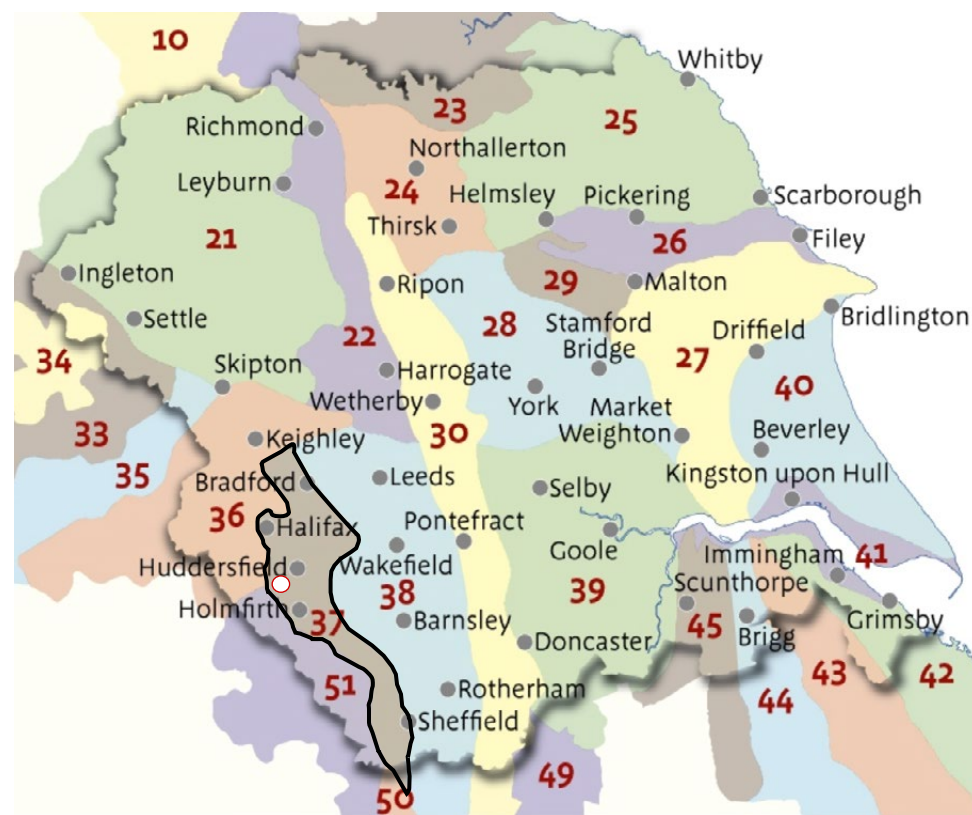 10
Whitby
23
25
Richmond
Northallerton
Leyburn
24
Helmsley
Pickering
Scarborough
Thirsk
21
26
Filey
Ingleton
Ripon
29
Malton
Settle
28
Stamford
Bridge
Driffield
Bridlington
34
22
27
Skipton
Harrogate
40
Wetherby
York
Market
Weighton
33
30
Beverley
Keighley
35
Bradford
Leeds
Kingston upon Hull
Selby
36
Halifax
Pontefract
Goole
Immingham
41
Huddersfield
Wakefield
Scunthorpe
38
39
Holmfirth
37
Barnsley
45
Brigg
Grimsby
Doncaster
51
Rotherham
43
42
Sheffield
44
49
50